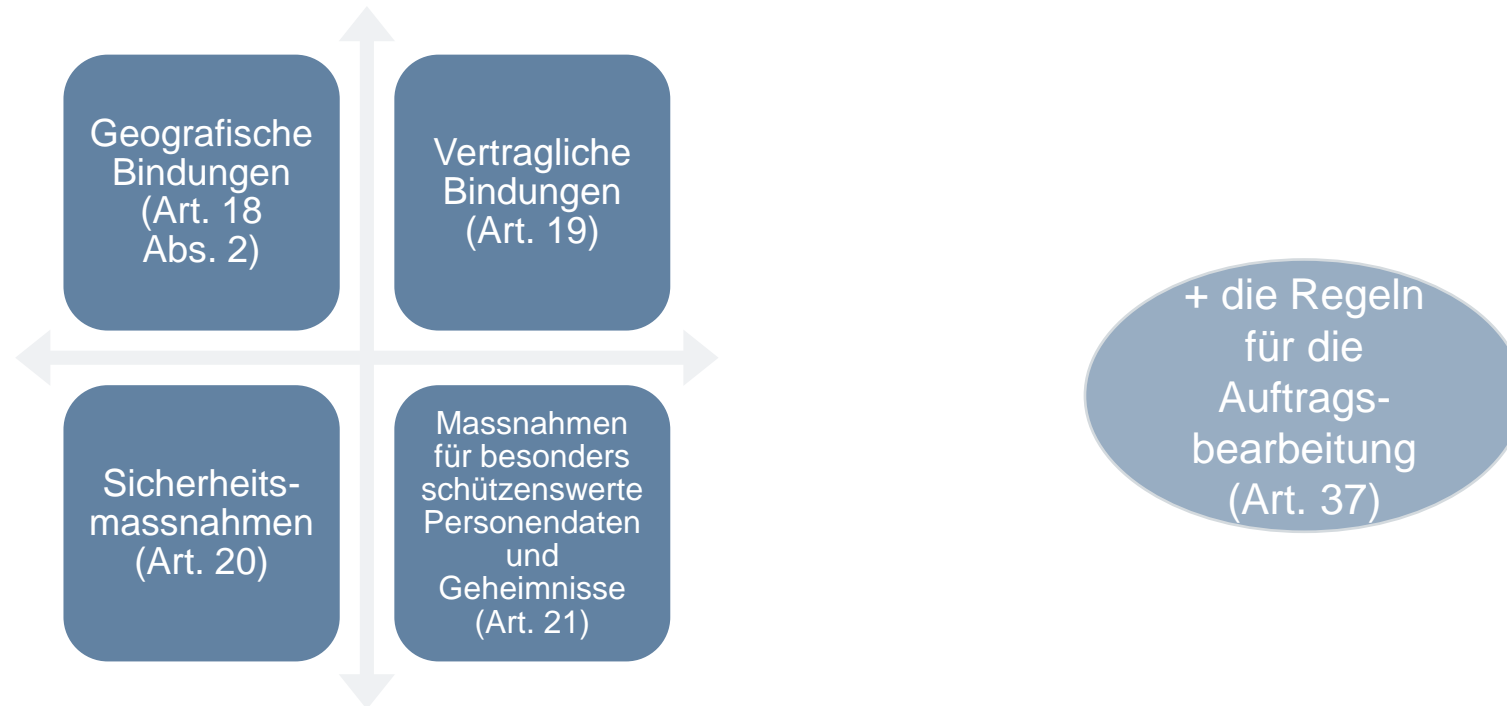 Geografische
Bindungen
(Art. 18
Abs. 2)
Vertragliche
Bindungen
(Art. 19)
Sicherheits-
massnahmen
(Art. 20)
Massnahmen
für besonders
schützenswerte
Personendaten
und
Geheimnisse
(Art. 21)
+ die Regeln
für die
Auftrags-
bearbeitung
(Art. 37)